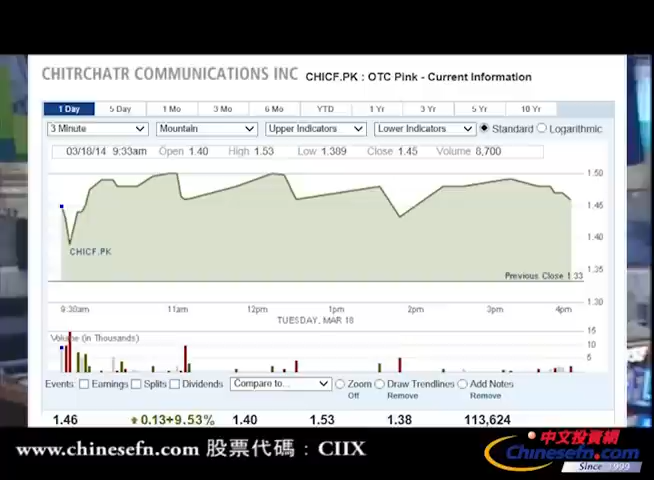 CHITRCHATR COMMUNICATIONS INC CHICF.PK : OTC Pink - Current Information
1 Day 5 Day 1 Mo 3 Mo 6 Mo YTD 1 Yr 3 Yr 5 Yr 10 Yr
3 Minute Mountain Upper Indicators Lower Indicators Standard Logarithmic
03/18/14 9:33am Open 1.40 High 1.53 Low 1.389 Close 1.45 Volume 8,700
1.50
1.45
1.40
1.35
1.30
CHICF.PK
Previous Close 1.33
9:30am 11am 12pm 1pm 2pm 3pm 4pm
TUESDAY, MAR 18
Volume (in Thousands)
15
10
5
Events Earnings Splits Dividends Compare to... Zoom Draw Trendlines Add Notes
Off Remove Remove
1.46 0.13+9.53% 1.40 1.53 1.38 113,624
www.chinesefn.com 股票代碼：CIIX
中文投資網
Chinesefn.com
Since 1999